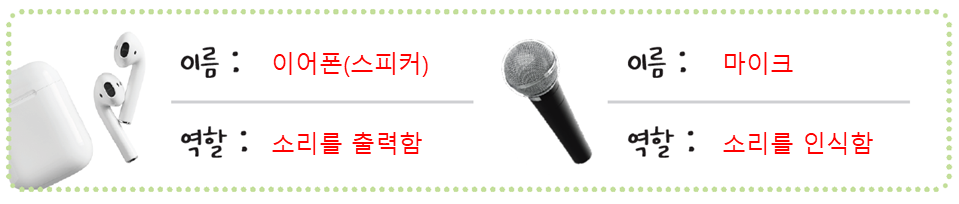 이름 : 이어폰(스피커)
역할 : 소리를 출력함
이름 : 마이크
역할 : 소리를 인식함